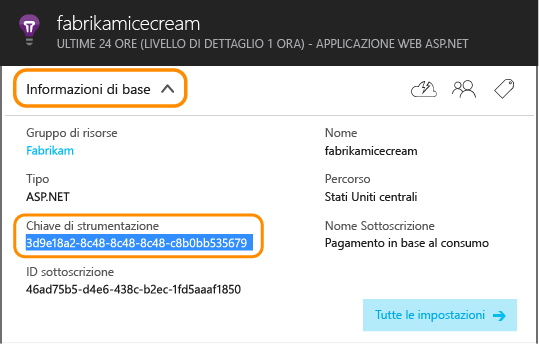 fabrikamicecream
ULTIME 24 ORE (LIVELLO DI DETTAGLIO 1 ORA) - APPLICAZIONE WEB ASP.NET
Informazioni di base
Gruppo di risorse
Fabrikam
Nome
fabrikamicecream
Tipo
ASP.NET
Percorso
Stati Uniti centrali
Chiave di strumentazione
3d9e18a2-8c48-8c48-8c48-c8b0bb535679
Nome Sottoscrizione
Pagamento in base al consumo
ID sottoscrizione
46ad75b5-d4e6-438c-b2ec-1fd5aaaf1850
Tutte le impostazioni